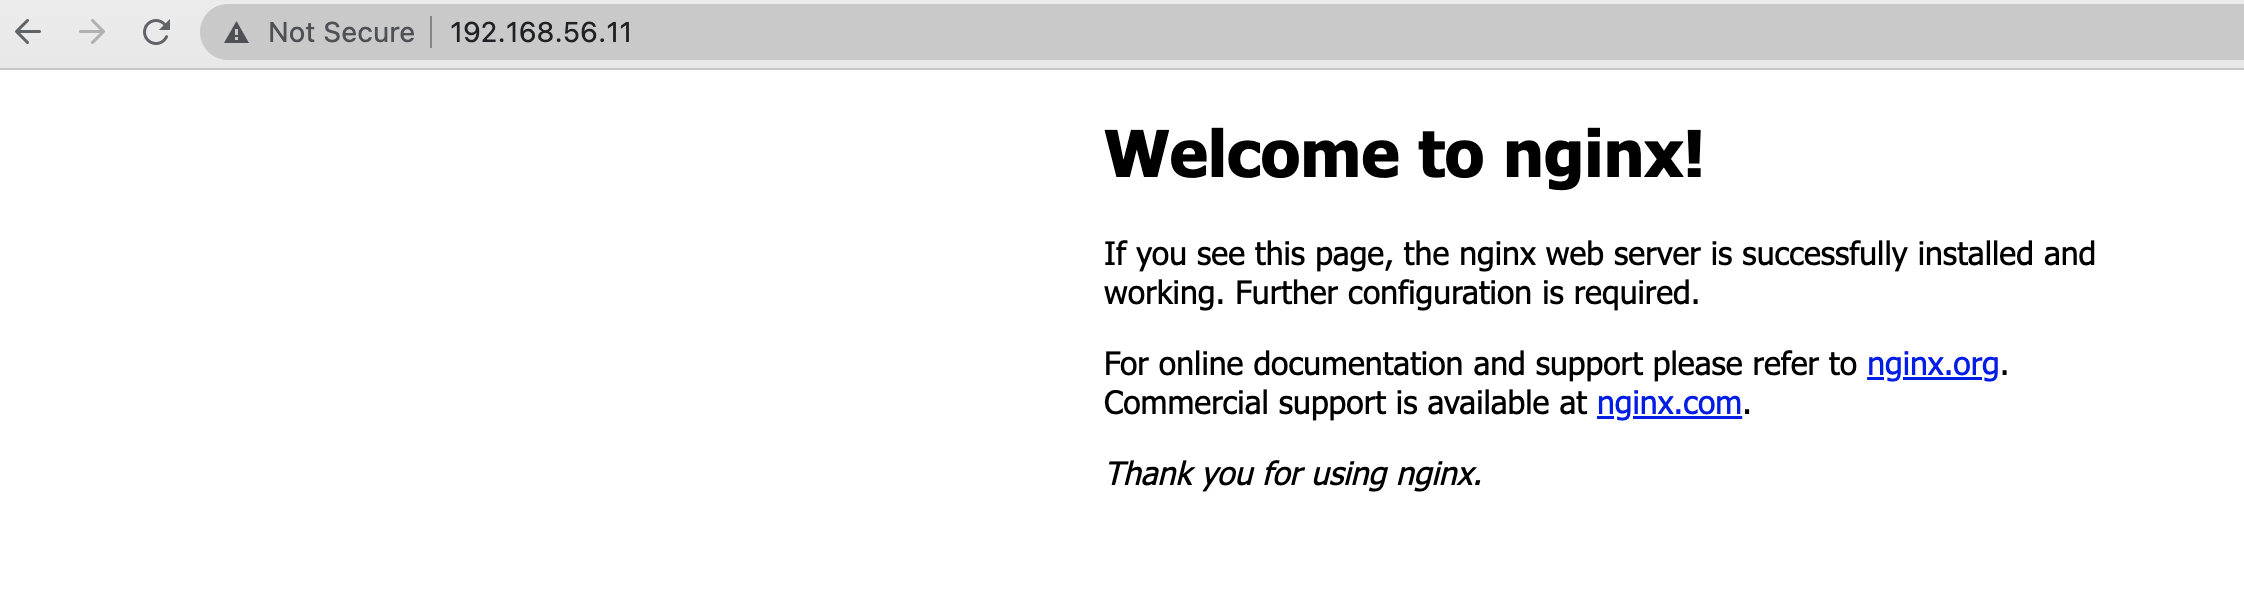 Not Secure 192.168.56.11
Welcome to nginx!
If you see this page, the nginx web server is successfully installed and
working. Further configuration is required.
For online documentation and support please refer to nginx.org.
Commercial support is available at nginx.com.
Thank you for using nginx.